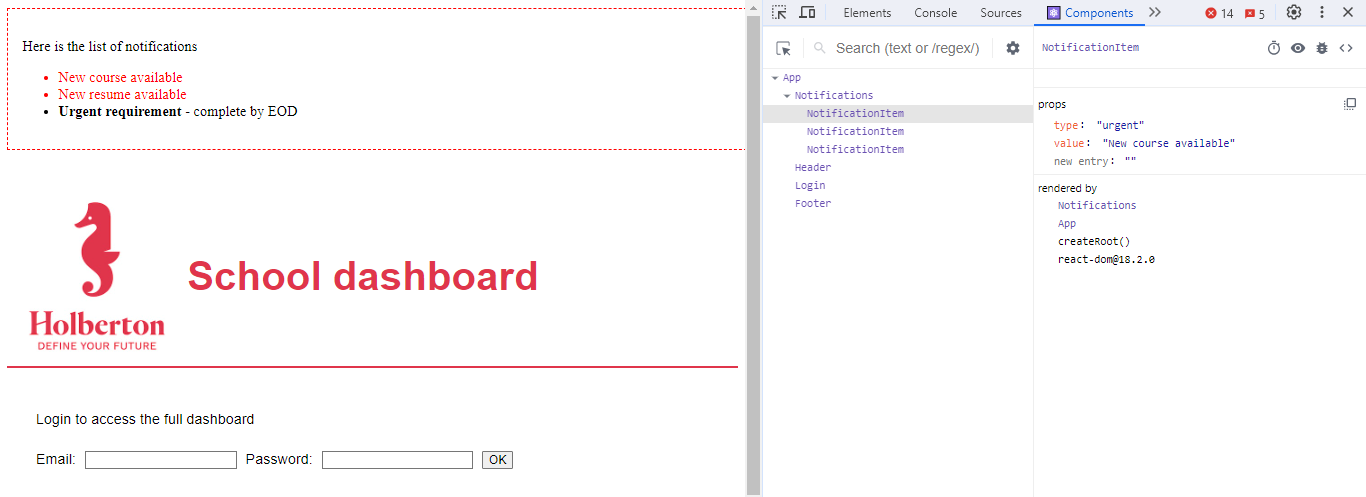 Here is the list of notifications
New course available
New resume available
Urgent requirement - complete by EOD
Holberton
DEFINE YOUR FUTURE
School dashboard
Login to access the full dashboard
Email: Password: OK
Elements Console Sources Components 14 5
Search (text or /regex/)
App
Notifications
NotificationItem
NotificationItem
NotificationItem
Header
Login
Footer
NotificationItem
props
type: "urgent"
value: "New course available"
new entry: ""
rendered by
Notifications
App
createRoot()
react-dom@18.2.0